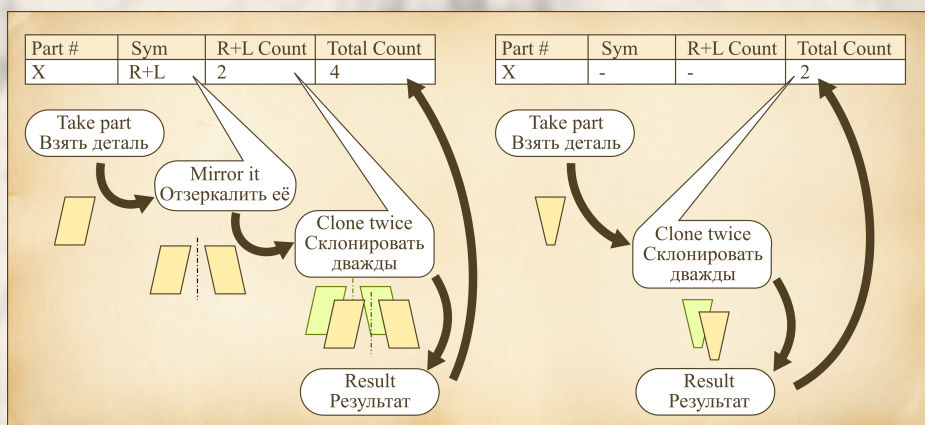 Part # Sym R+L Count Total Count
X R+L 2 4
Take part
Взять деталь
Mirror it
Отзеркалить её
Clone twice
Склонировать
дважды
Result
Результат
Part # Sym R+L Count Total Count
X - - 2
Take part
Взять деталь
Clone twice
Склонировать
дважды
Result
Результат